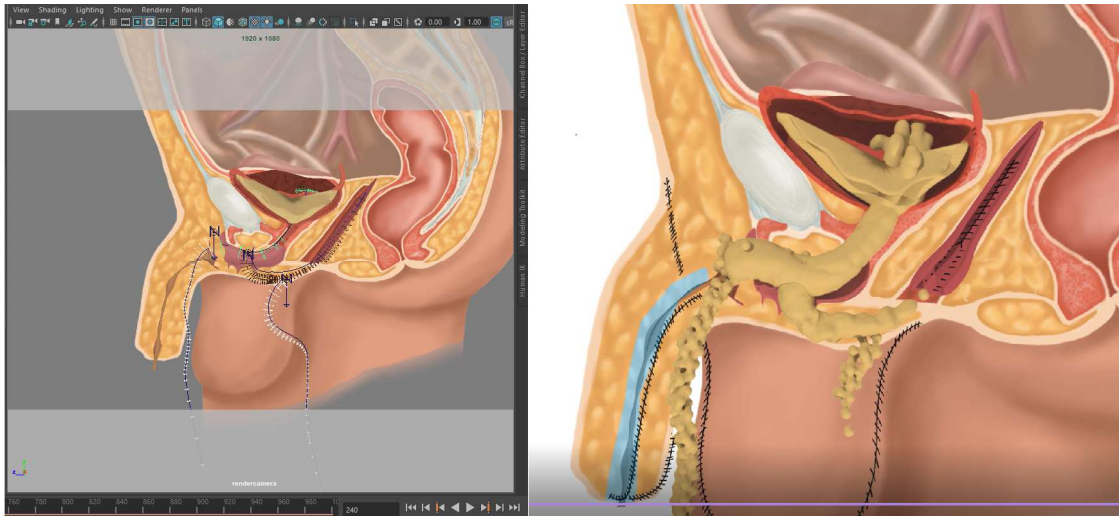 View Shading Lighting Show Renderer Panels
0.00 1.00
1920 x 1080
Channel Box / Layer Editor
Attribute Editor
Modeling Toolkit
Human IK
rendercamera
760 780 800 820 840 860 880 900 920 940 960 980
240